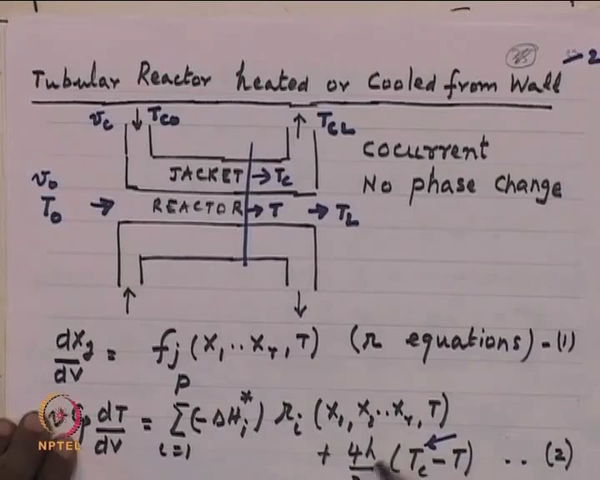 Tubular Reactor heated or Cooled from Wall
v_c ↓ T_CO ↑ T_CL
cocurrent
JACKET → T_C
No phase change
v_0
T_0 → REACTOR → T → T_L
dX_j/dV = f_j (X_1 .. X_r, T) (r equations) - (1)
dT/dV = Σ_{i=1}^{p} (-ΔH_i^*) r_i (X_1, X_2 .. X_r, T)
+ 4h (T_c - T) .. (2)
NPTEL